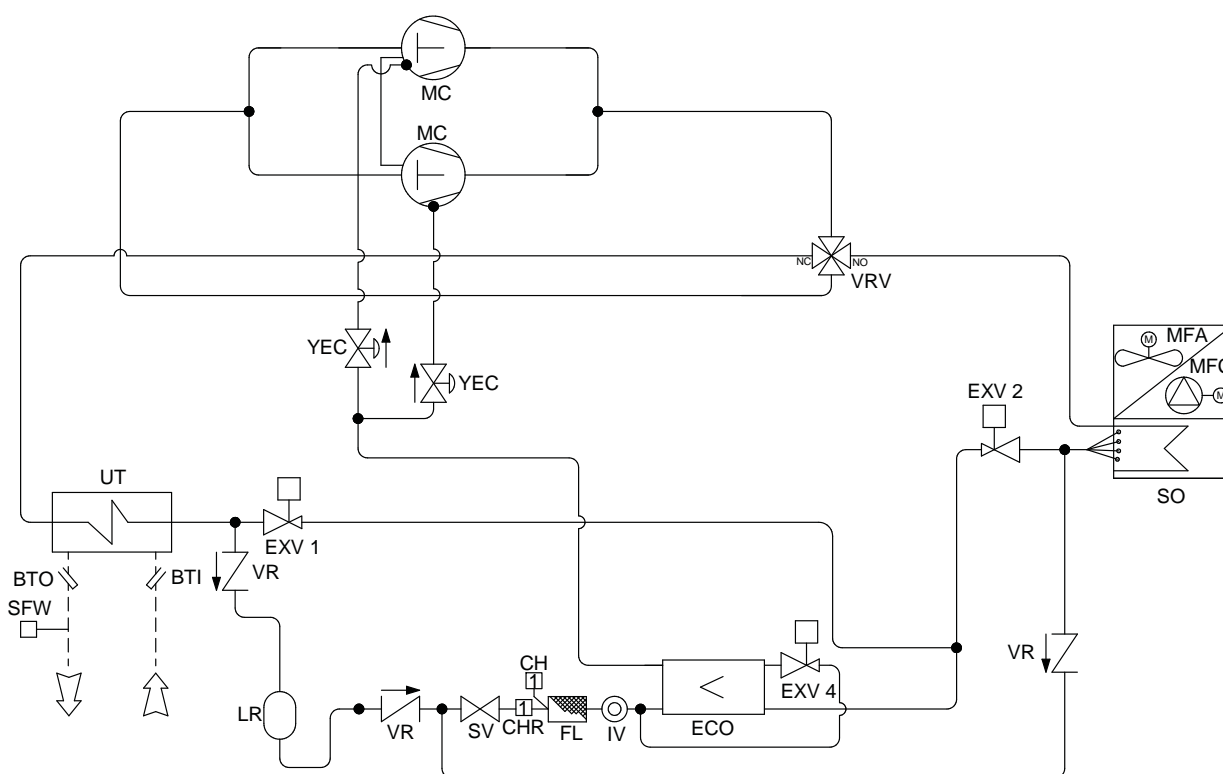 MC
MC
NC
NO
VRV
YEC
YEC
M
MFA
MFC
M
EXV 2
SO
UT
EXV 1
BTO
BTI
VR
SFW
LR
VR
SV
CH
1
1
CHR
FL
IV
ECO
EXV 4
VR